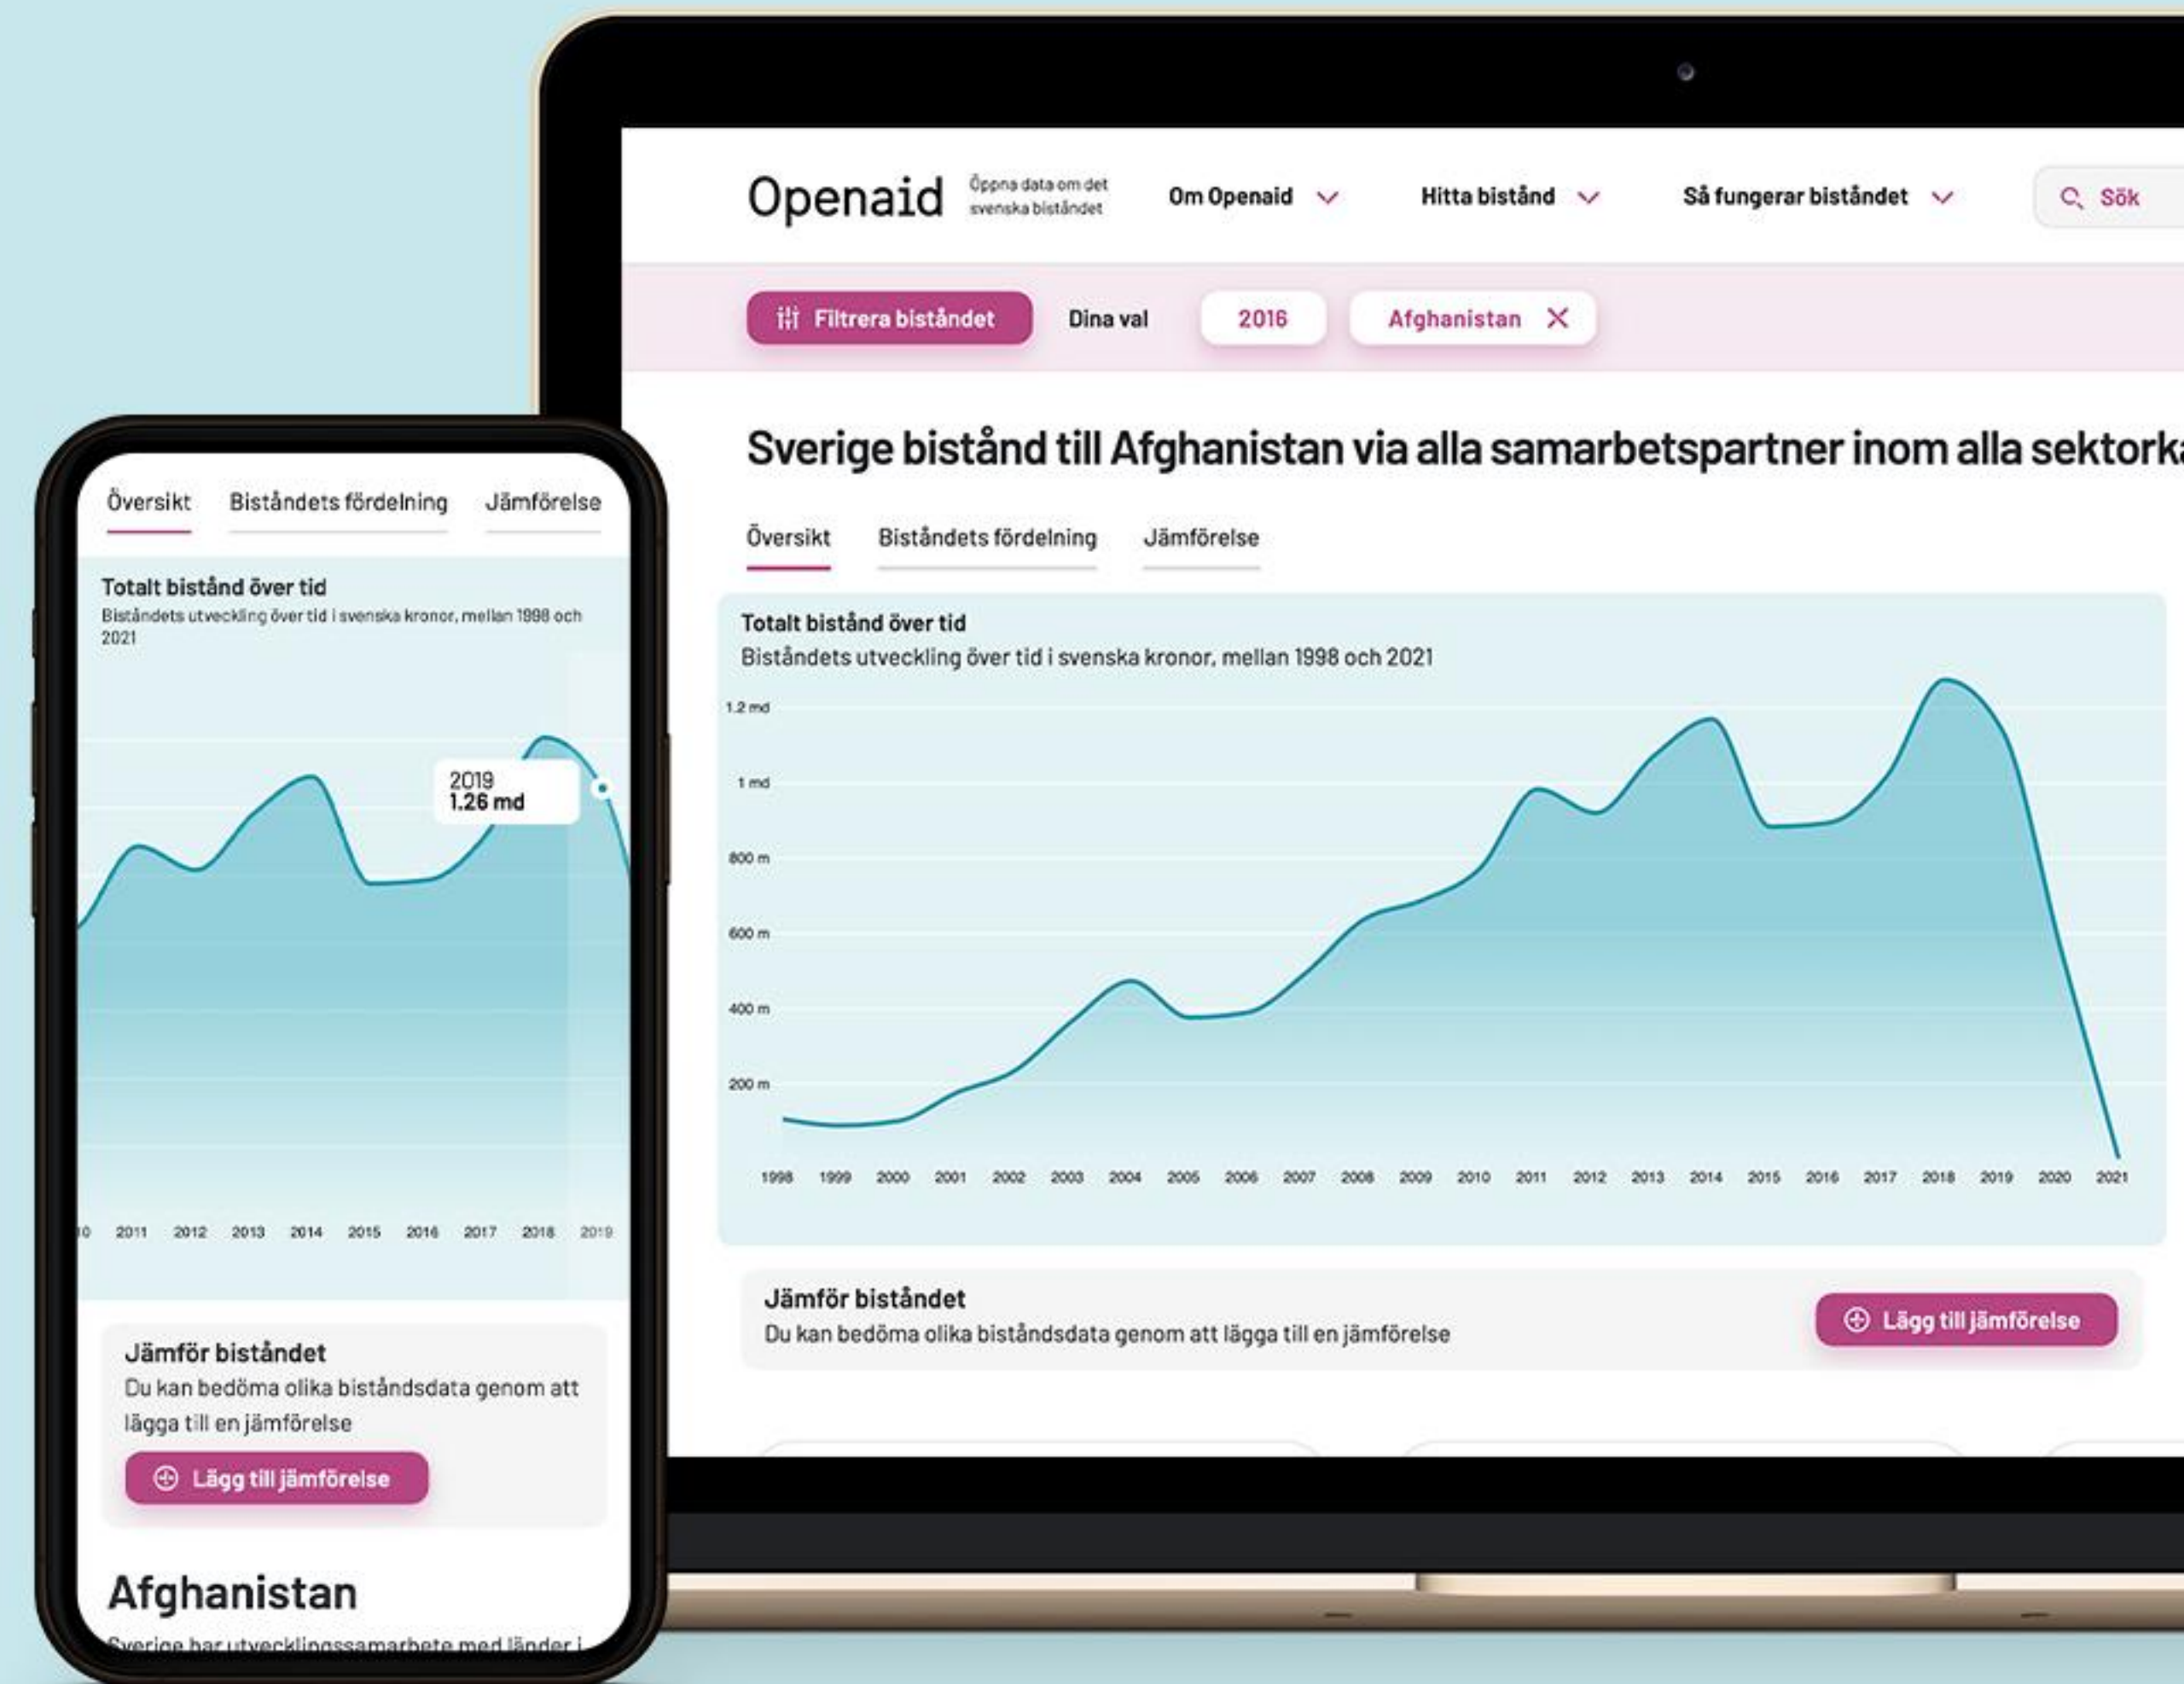 Openaid
Öppna data om det
svenska biståndet
Om Openaid
Hitta bistånd
Så fungerar biståndet
Sök
Filtrera biståndet
Dina val
2016
Afghanistan
Sverige bistånd till Afghanistan via alla samarbetspartner inom alla
Översikt
Biståndets fördelning
Jämförelse
Totalt bistånd över tid
Biståndets utveckling över tid i svenska kronor, mellan 1998 och 2021
1.2 md
1 md
800 m
600 m
400 m
200 m
1998 1999 2000 2001 2002 2003 2004 2005 2006 2007 2008 2009 2010 2011 2012 2013 2014 2015 2016 2017 2018 2019 2020 2021
Jämför biståndet
Du kan bedöma olika biståndsdata genom att lägga till en jämförelse
Lägg till jämförelse
Översikt
Biståndets fördelning
Jämförelse
Totalt bistånd över tid
Biståndets utveckling över tid i svenska kronor, mellan 1998 och
2021
2019
1.26 md
2011 2012 2013 2014 2015 2016 2017 2018 2019
Jämför biståndet
Du kan bedöma olika biståndsdata genom att
lägga till en jämförelse
Lägg till jämförelse
Afghanistan
Sverige har utvecklingssamarbete med länder i